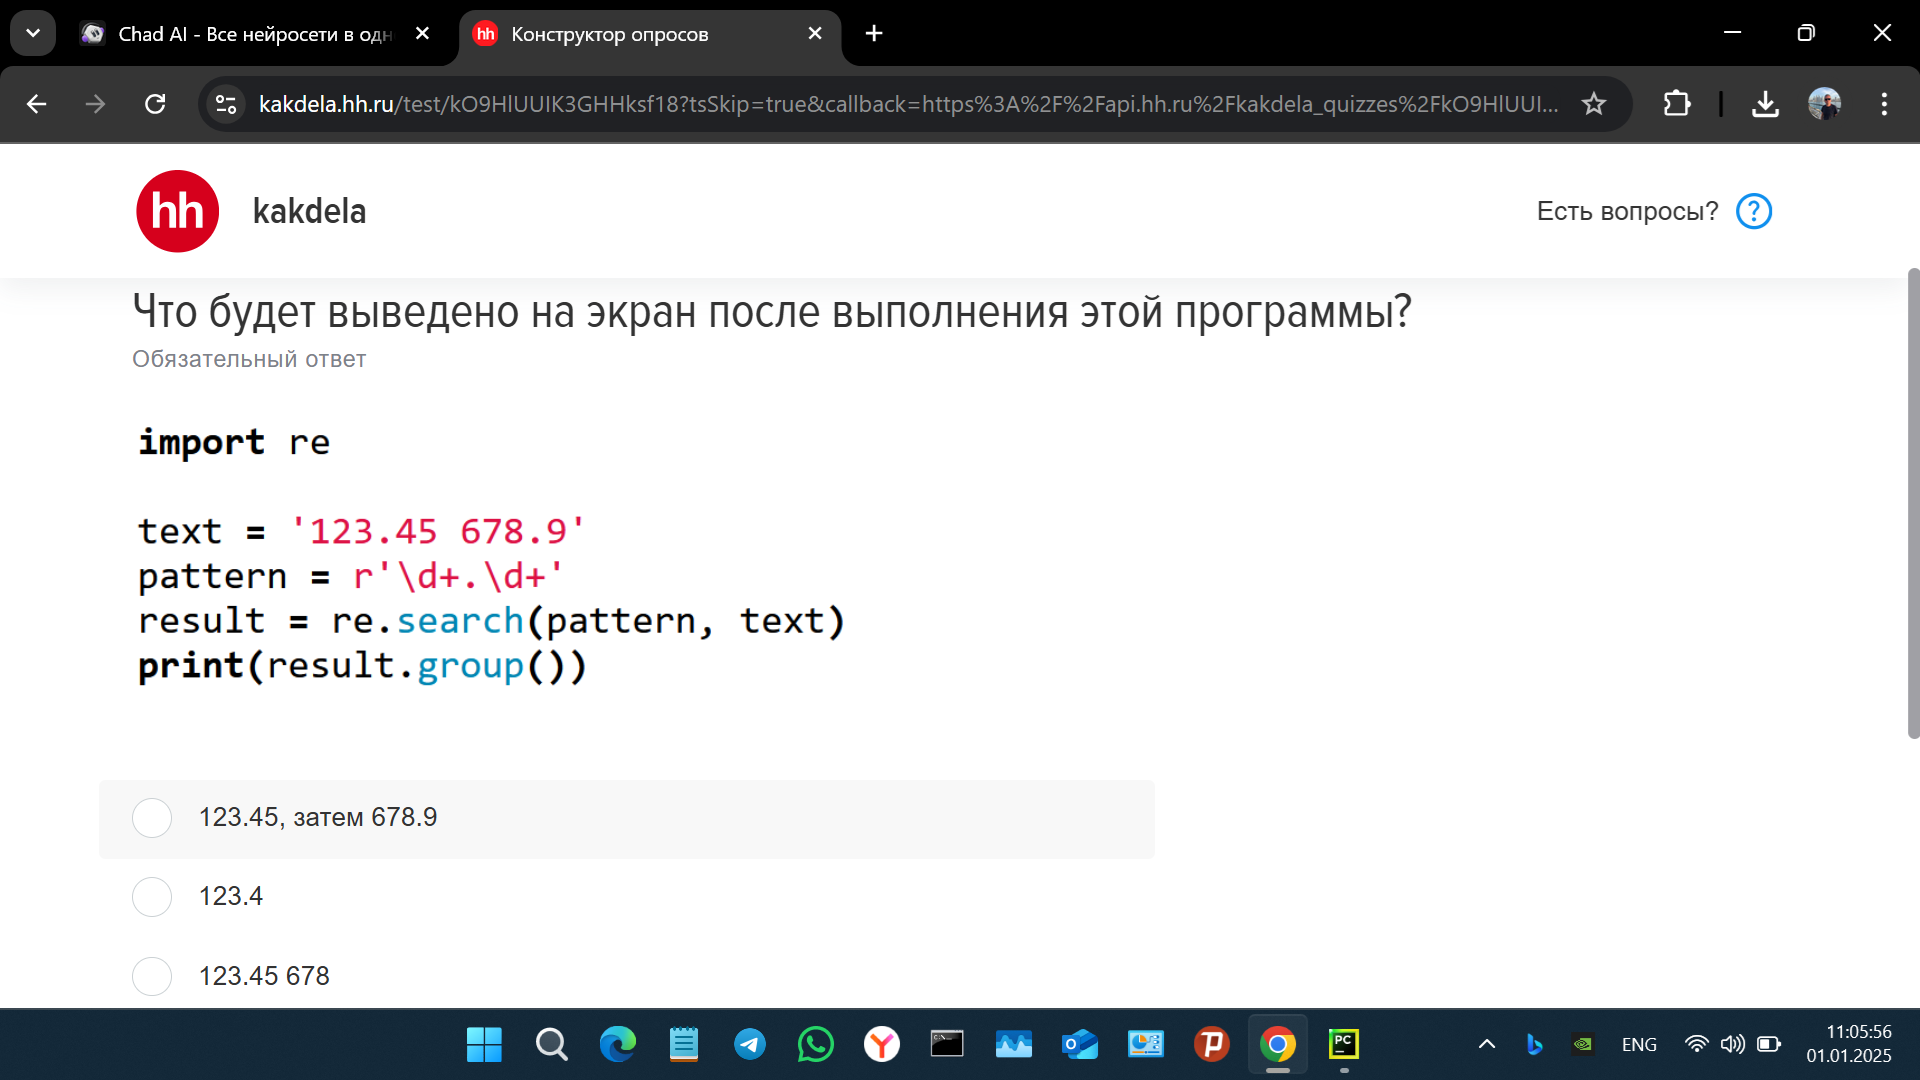 Chad AI - Все нейросети в одн
hh Конструктор опросов
kakdela.hh.ru/test/kO9HlUUIK3GHHksf18?tsSkip=true&callback=https%3A%2F%2Fapi.hh.ru%2Fkakdela_quizzes%2FkO9HlUUI...
hh kakdela
Есть вопросы? ?
Что будет выведено на экран после выполнения этой программы?
Обязательный ответ
import re
text = '123.45 678.9'
pattern = r'\d+.\d+'
result = re.search(pattern, text)
print(result.group())
123.45, затем 678.9
123.4
123.45 678
ENG
11:05:56
01.01.2025